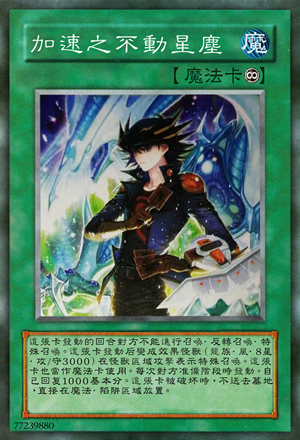 加速之不動星塵 魔
【魔法卡】
這張卡發動的回合對方不能進行召喚，反轉召喚，特
殊召喚。這張卡發動後變成效果怪獸（龍族，風，8星
，攻/守3000）在怪獸區域攻擊表示特殊召喚。這張
卡也當作魔法卡使用。每次對方准備階段時發動。自
己回復1000基本分。這張卡被破壞時，不送去墓地
，直接在魔法，陷阱區域放置。
77239880